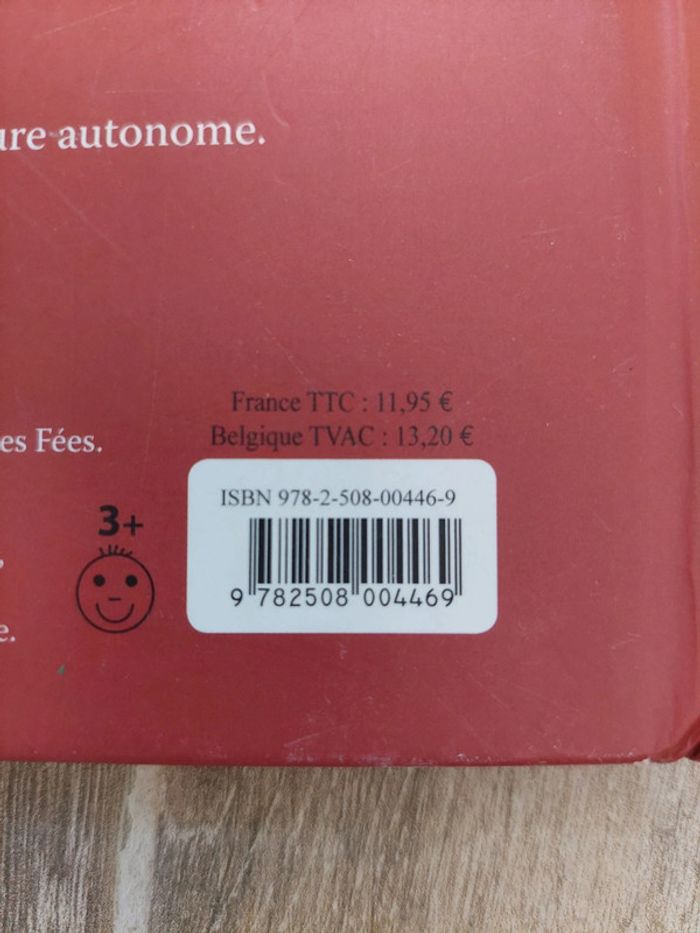 ure autonome.
France TTC : 11,95 €
Belgique TVAC : 13,20 €
es Fées.
ISBN 978-2-508-00446-9
3+
9 782508 004469
,
e.